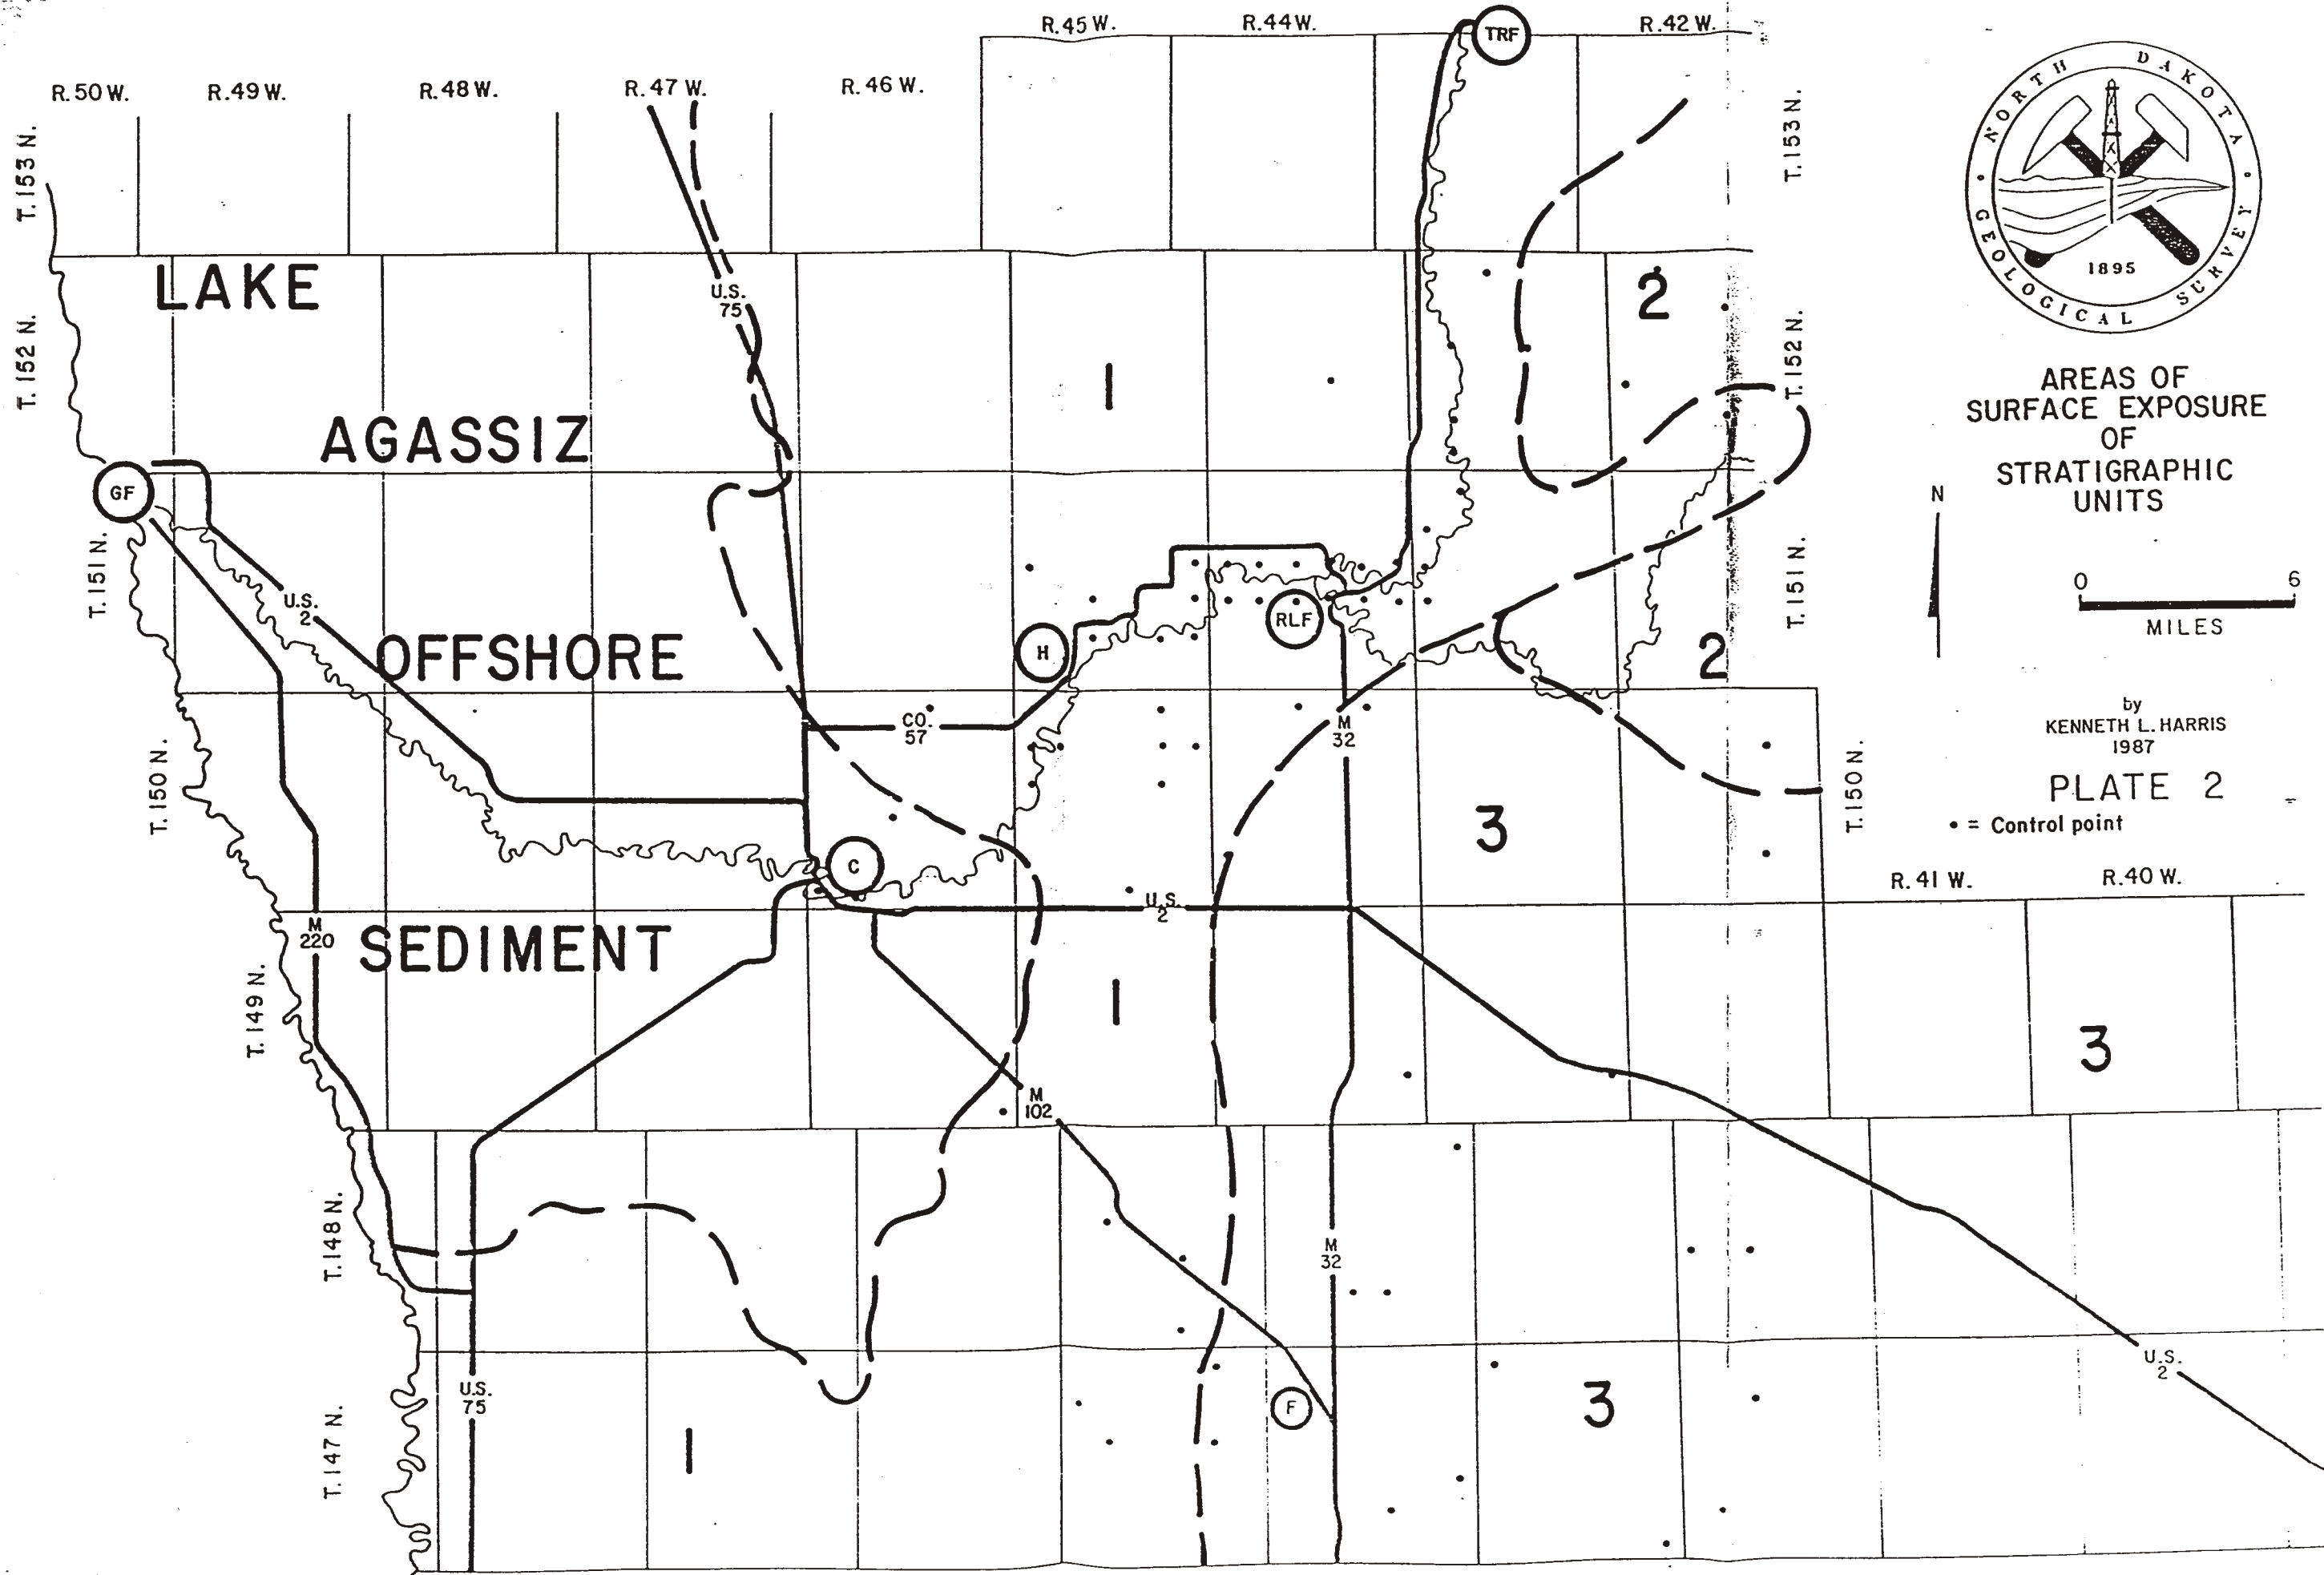 R. 45 W.
R. 44 W.
TRF
R. 42 W.
R. 50 W.
R. 49 W.
R. 48 W.
R. 47 W.
R. 46 W.
T. 153 N.
T. 153 N.
NORTH DAKOTA
GEOLOGICAL SURVEY
1895
LAKE
U.S.
75
2
T. 152 N.
T. 152 N.
1
AGASSIZ
AREAS OF
SURFACE EXPOSURE
OF
STRATIGRAPHIC
UNITS
GF
N
T. 151 N.
T. 151 N.
0 6
MILES
U.S.
2
RLF
OFFSHORE
H
2
by
KENNETH L. HARRIS
1987
PLATE 2
• = Control point
CO.
57
M
32
T. 150 N.
T. 150 N.
3
C
R. 41 W.
R. 40 W.
U.S.
2
M
220
SEDIMENT
T. 149 N.
1
3
M
102
T. 148 N.
M
32
U.S.
2
U.S.
75
F
3
T. 147 N.
1